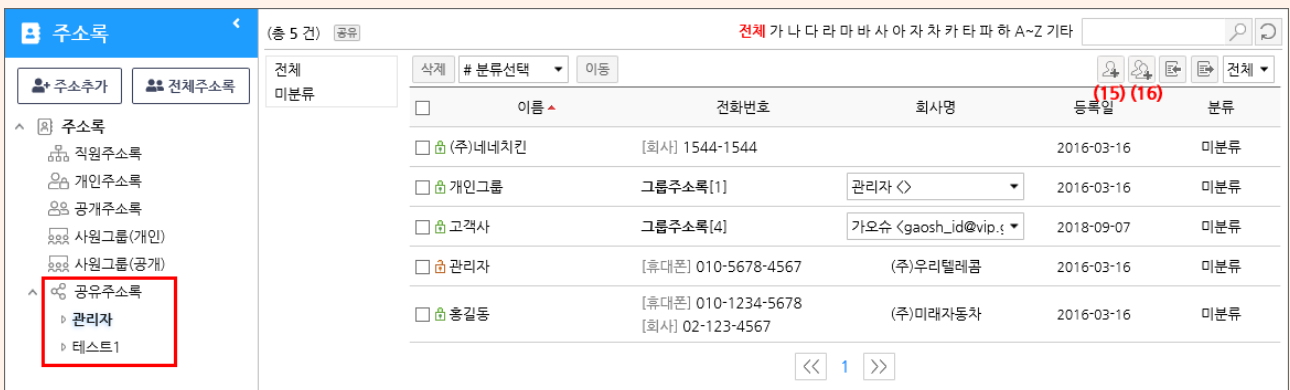 주소록
주소추가
전체주소록
주소록
직원주소록
개인주소록
공개주소록
사원그룹(개인)
사원그룹(공개)
공유주소록
관리자
테스트1
(총 5 건) 공유
전체 가 나 다 라 마 바 사 아 자 차 카 타 파 하 A~Z 기타
전체
미분류
삭제 # 분류선택 이동
전체
(15) (16)
이름 전화번호 회사명 등록일 분류
(주)네네치킨 [회사] 1544-1544 2016-03-16 미분류
개인그룹 그룹주소록[1] 관리자 <> 2016-03-16 미분류
고객사 그룹주소록[4] 가오슈 <gaosh_id@vip.g 2018-09-07 미분류
관리자 [휴대폰] 010-5678-4567 (주)우리텔레콤 2016-03-16 미분류
홍길동 [휴대폰] 010-1234-5678 (주)미래자동차 2016-03-16 미분류
[회사] 02-123-4567
<< 1 >>